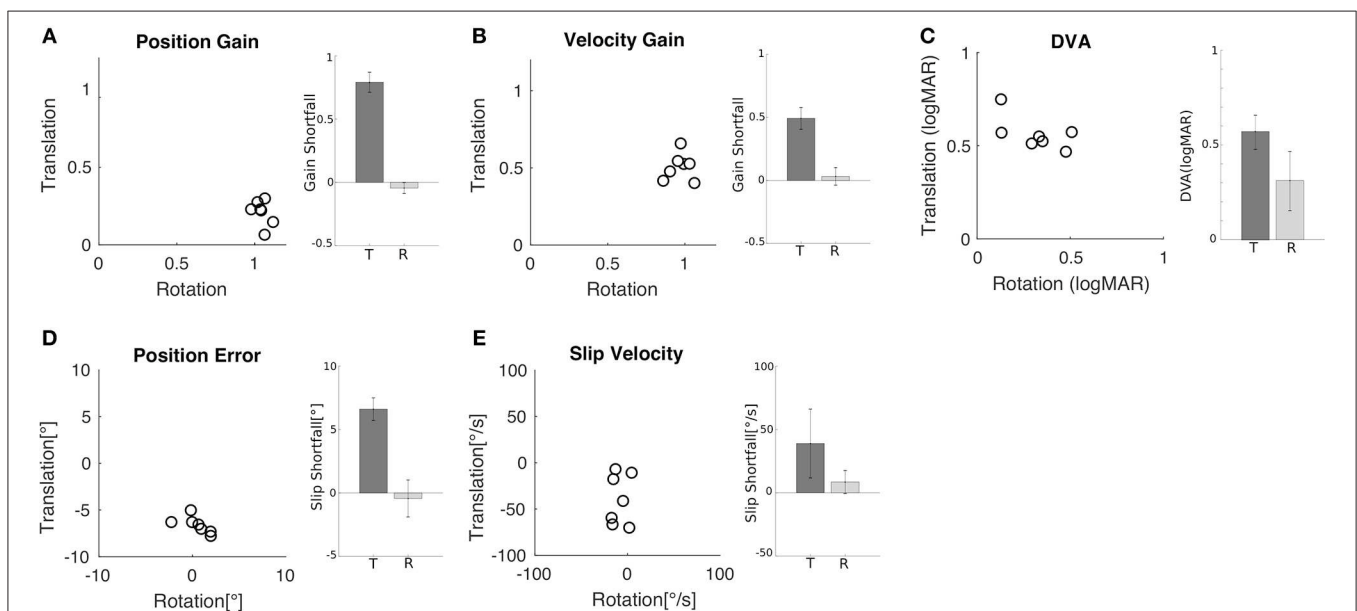 A
Position Gain
Translation
1
0.5
0
0
0.5
1
Rotation
Gain Shortfall
1
0.5
0
-0.5
T
R
B
Velocity Gain
Translation
1
0.5
0
0
0.5
1
Rotation
Gain Shortfall
1
0.5
0
-0.5
T
R
C
DVA
Translation (logMAR)
1
0.5
0
0
0.5
1
Rotation (logMAR)
DVA(logMAR)
1
0
T
R
D
Position Error
Translation[°]
10
5
0
-5
-10
-10
0
10
Rotation[°]
Slip Shortfall[°]
10
5
0
-5
T
R
E
Slip Velocity
Translation[°/s]
100
50
0
-50
-100
-100
0
100
Rotation[°/s]
Slip Shortfall[°/s]
100
50
0
-50
T
R